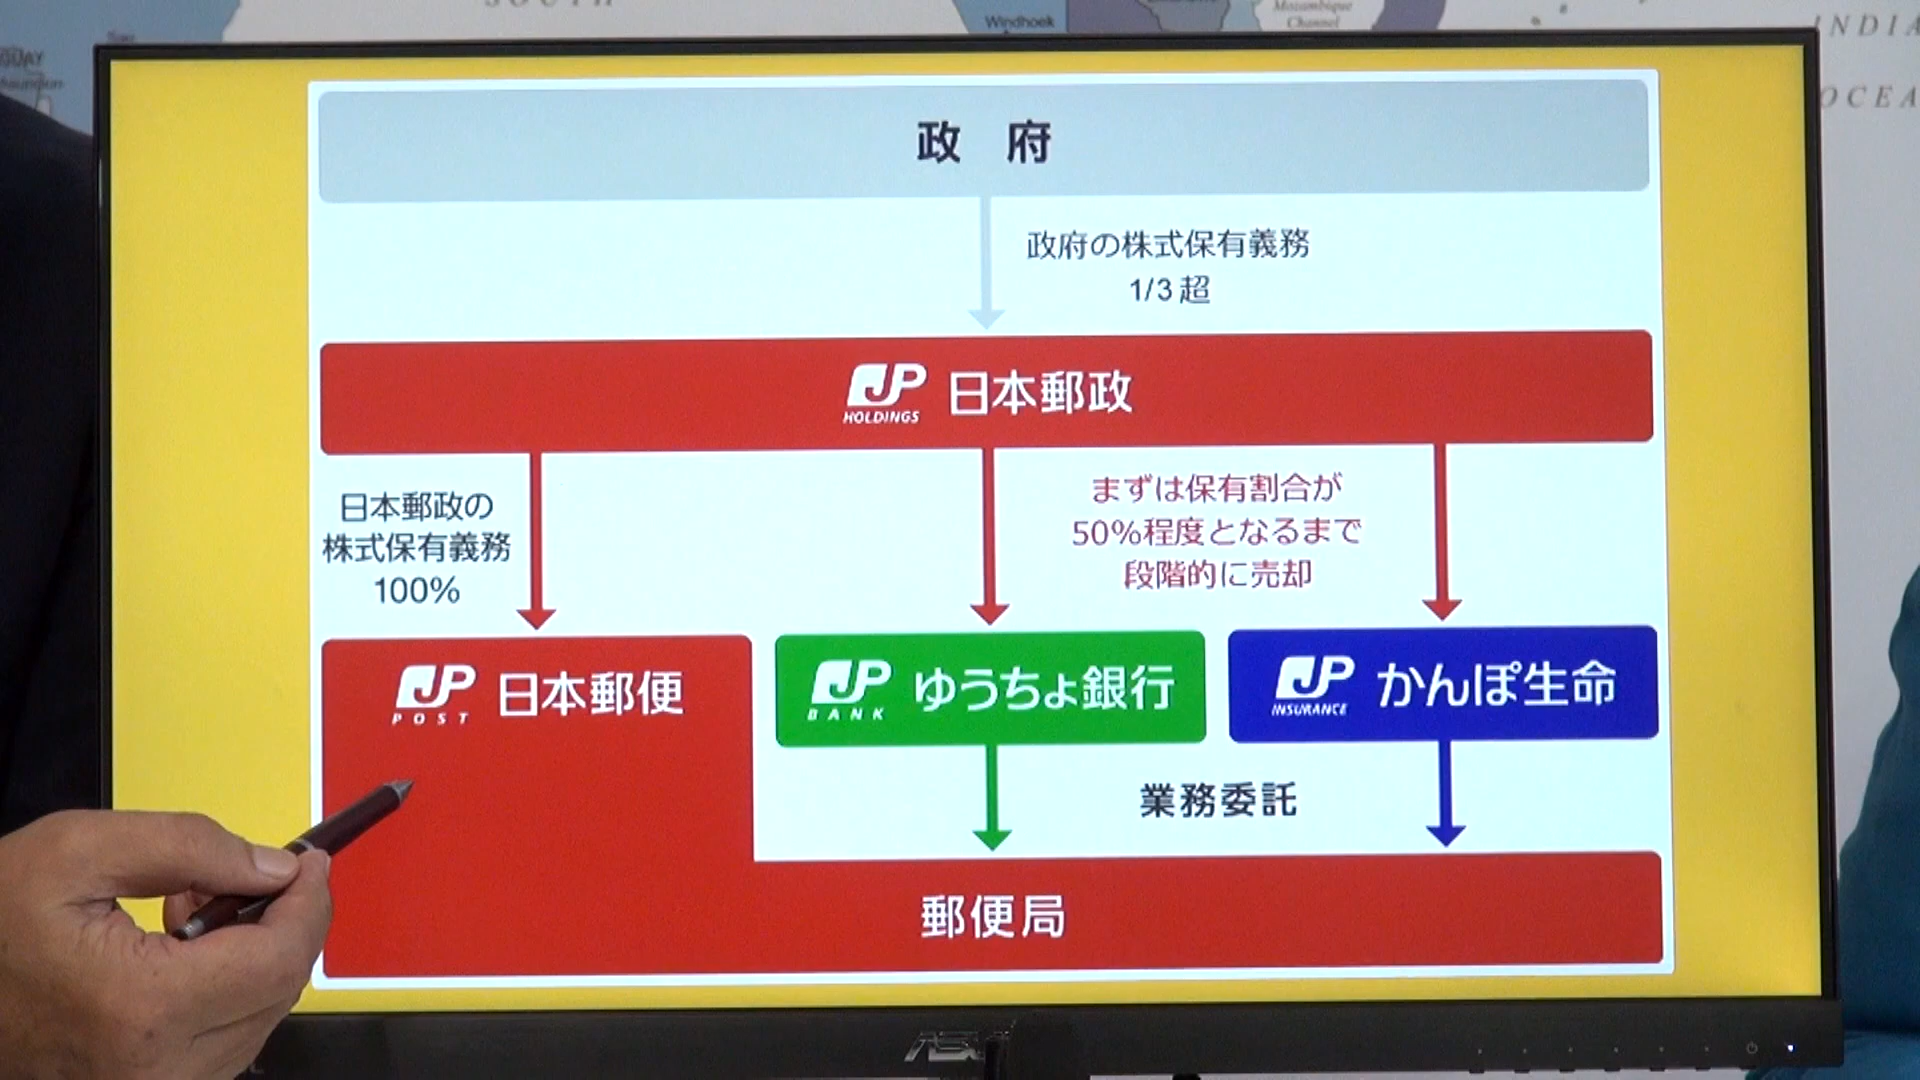 SOUTH
Windhoek
Mozambique
Channel
INDIA
OCEA
GUAY
政 府
政府の株式保有義務
1/3 超
JP
HOLDINGS
日本郵政
日本郵政の
株式保有義務
100%
まずは保有割合が
50%程度となるまで
段階的に売却
JP
POST
日本郵便
JP
BANK
ゆうちょ銀行
JP
INSURANCE
かんぽ生命
業務委託
郵便局